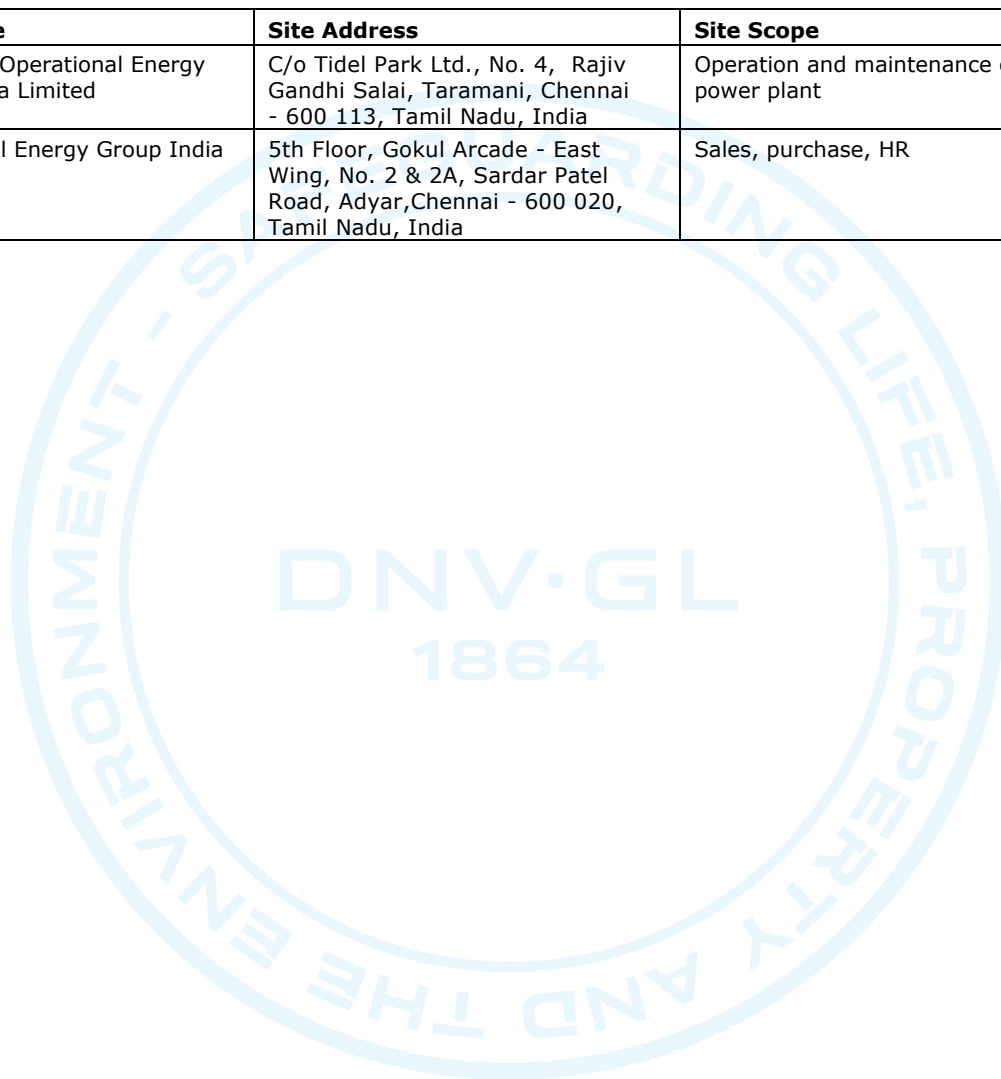 e Site Address Site Scope
Operational Energy C/o Tidel Park Ltd., No. 4, Rajiv Operation and maintenance
a Limited Gandhi Salai, Taramani, Chennai power plant
- 600 113, Tamil Nadu, India
l Energy Group India 5th Floor, Gokul Arcade - East Sales, purchase, HR
Wing, No. 2 & 2A, Sardar Patel
Road, Adyar,Chennai - 600 020,
Tamil Nadu, India
SAFEGUARDING LIFE, PROPERTY AND THE ENVIRONMENT -
DNV·GL
1864